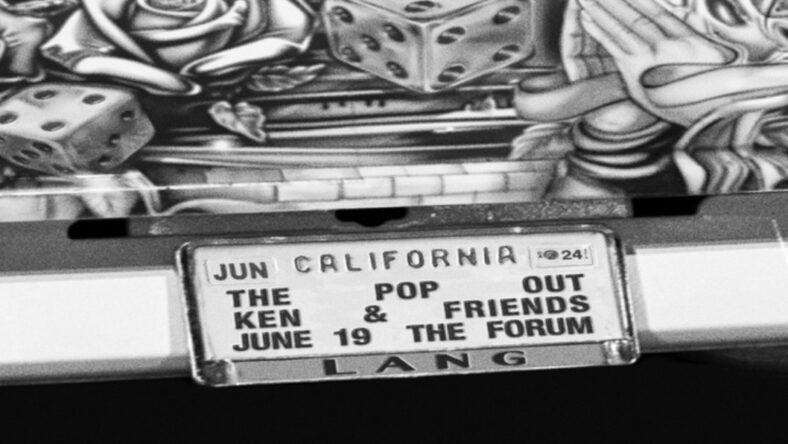 JUN CALIFORNIA 24
THE POP OUT
KEN & FRIENDS
JUNE 19 THE FORUM
LANG